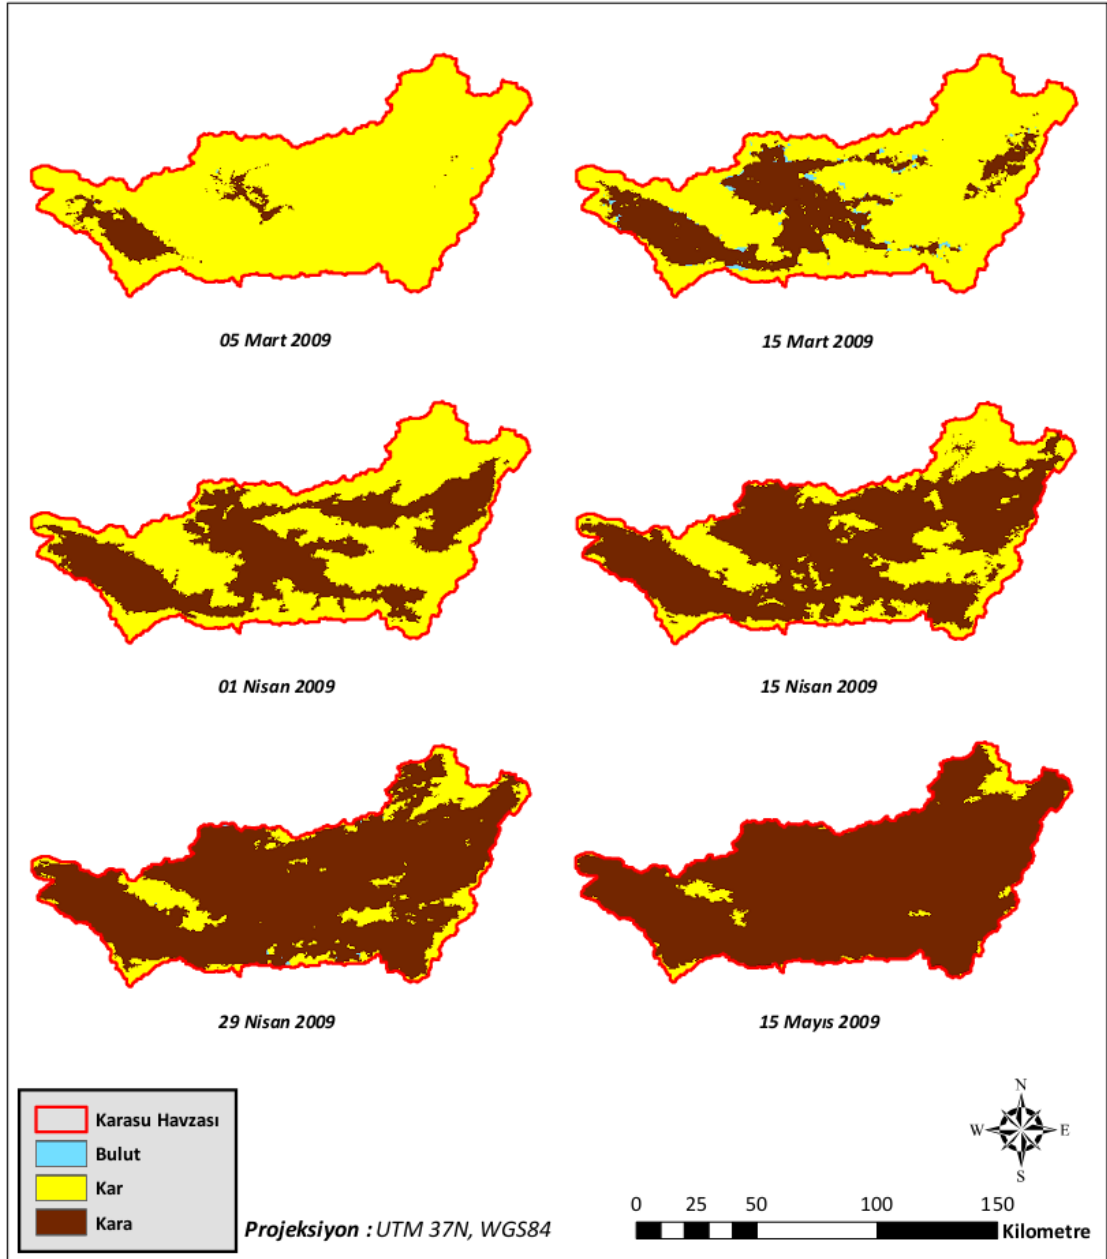 05 Mart 2009
15 Mart 2009
01 Nisan 2009
15 Nisan 2009
29 Nisan 2009
15 Mayıs 2009
Karasu Havzası
Bulut
Kar
Kara
Projeksiyon : UTM 37N, WGS84
N
W E
S
0 25 50 100 150
Kilometre